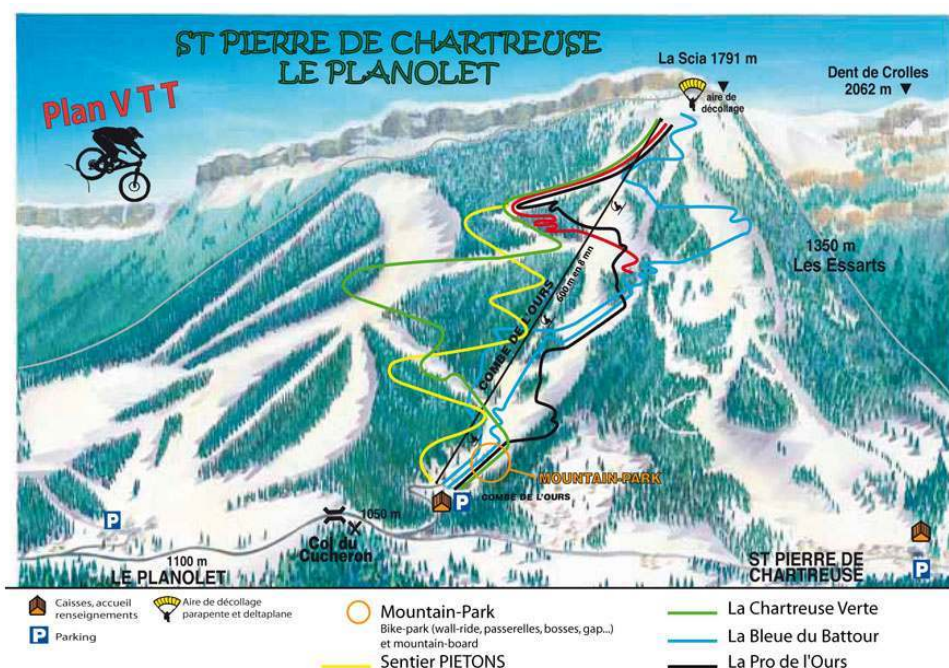 ST PIERRE DE CHARTREUSE
LE PLANOLET
Plan VTT
La Scia 1791 m
aire de
décollage
Dent de Crolles
2062 m
1350 m
Les Essarts
600 m en 8 mn
COMBE DE L'OURS
MOUNTAIN-PARK
P
COMBE DE L'OURS
P
1050 m
Col du
Cucheron
1100 m
LE PLANOLET
ST PIERRE DE
CHARTREUSE
P
Caisses, accueil
renseignements
P Parking
Aire de décollage
parapente et deltaplane
Mountain-Park
Bike-park (wall-ride, passerelles, bosses, gap...)
et mountain-board
Sentier PIETONS
La Chartreuse Verte
La Bleue du Battour
La Pro de l'Ours